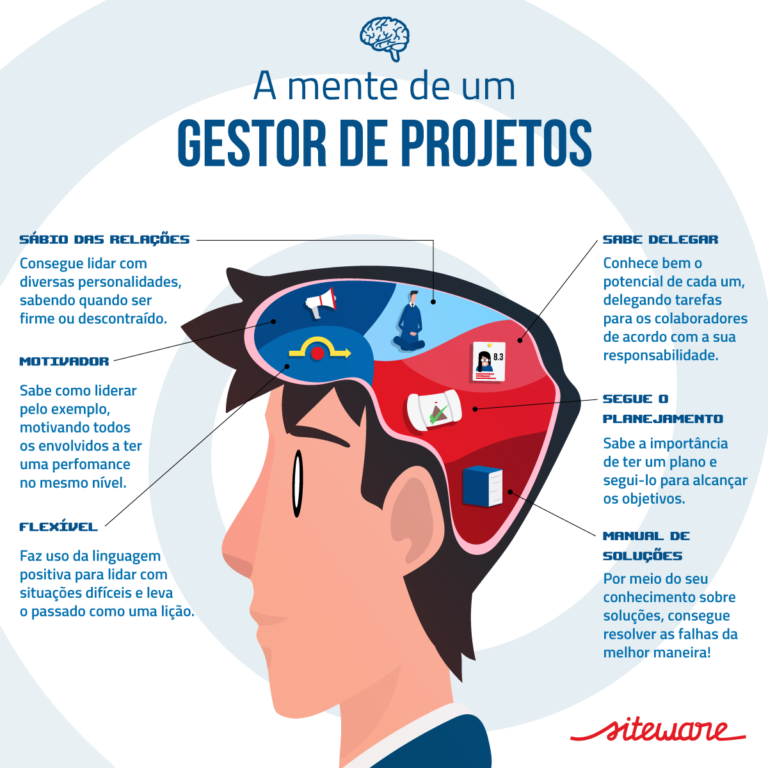 A mente de um
GESTOR DE PROJETOS
SÁBIO DAS RELAÇÕES
Consegue lidar com
diversas personalidades,
sabendo quando ser
firme ou descontraído.
MOTIVADOR
Sabe como liderar
pelo exemplo,
motivando todos
os envolvidos a ter
uma perfomance
no mesmo nível.
FLEXÍVEL
Faz uso da linguagem
positiva para lidar com
situações difíceis e leva
o passado como uma lição.
8.3
SABE DELEGAR
Conhece bem o
potencial de cada um,
delegando tarefas
para os colaboradores
de acordo com a sua
responsabilidade.
SEGUE O
PLANEJAMENTO
Sabe a importância
de ter um plano e
segui-lo para alcançar
os objetivos.
MANUAL DE
SOLUÇÕES
Por meio do seu
conhecimento sobre
soluções, consegue
resolver as falhas da
melhor maneira!
siteware